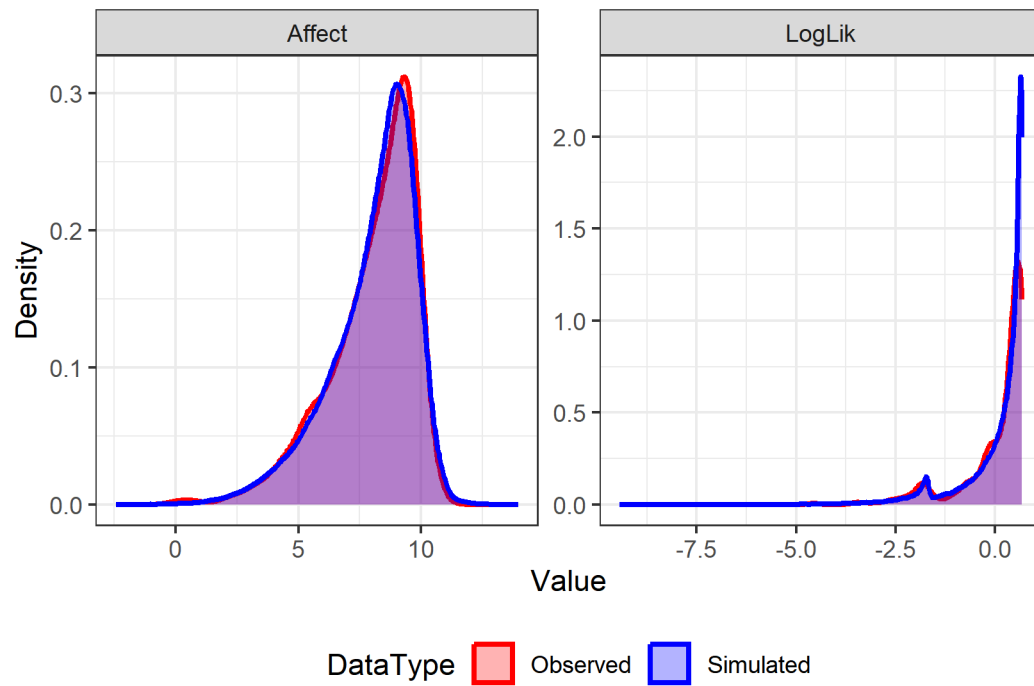 Affect
LogLik
Density
0.3
0.2
0.1
0.0
2.0
1.5
1.0
0.5
0.0
0 5 10
-7.5 -5.0 -2.5 0.0
Value
DataType Observed Simulated